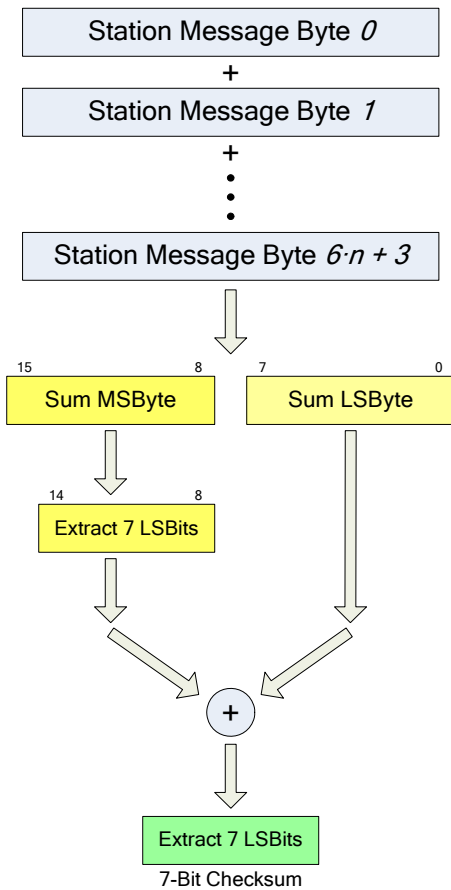 Station Message Byte 0
+
Station Message Byte 1
+
Station Message Byte 6·n + 3
15 8 7 0
Sum MSByte Sum LSByte
14 8
Extract 7 LSBits
+
Extract 7 LSBits
7-Bit Checksum